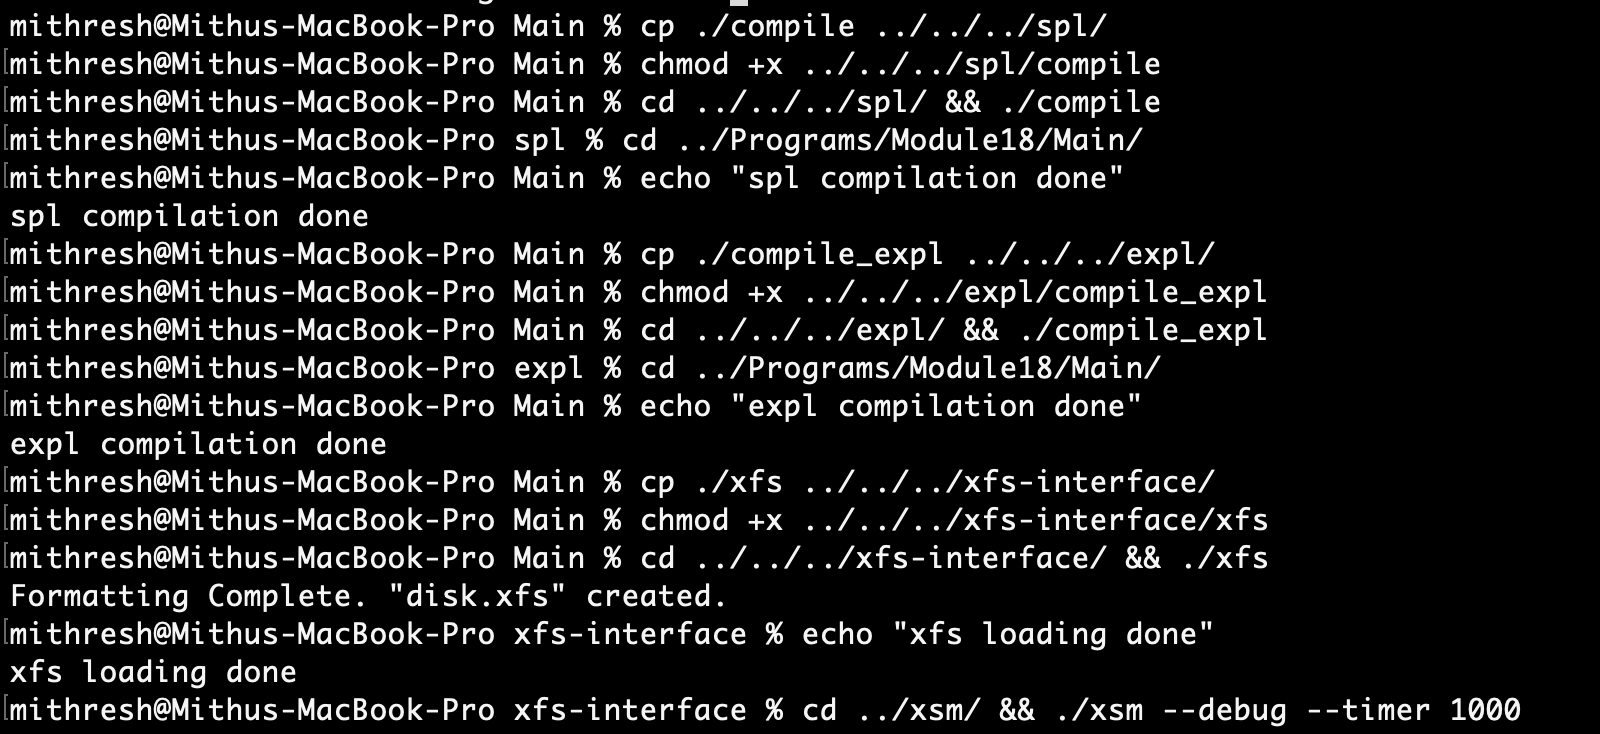 mithresh@Mithus-MacBook-Pro Main % cp ./compile ../../../spl/
mithresh@Mithus-MacBook-Pro Main % chmod +x ../../../spl/compile
mithresh@Mithus-MacBook-Pro Main % cd ../../../spl/ && ./compile
mithresh@Mithus-MacBook-Pro spl % cd ../Programs/Module18/Main/
mithresh@Mithus-MacBook-Pro Main % echo "spl compilation done"
spl compilation done
mithresh@Mithus-MacBook-Pro Main % cp ./compile_expl ../../../expl/
mithresh@Mithus-MacBook-Pro Main % chmod +x ../../../expl/compile_expl
mithresh@Mithus-MacBook-Pro Main % cd ../../../expl/ && ./compile_expl
mithresh@Mithus-MacBook-Pro expl % cd ../Programs/Module18/Main/
mithresh@Mithus-MacBook-Pro Main % echo "expl compilation done"
expl compilation done
mithresh@Mithus-MacBook-Pro Main % cp ./xfs ../../../xfs-interface/
mithresh@Mithus-MacBook-Pro Main % chmod +x ../../../xfs-interface/xfs
mithresh@Mithus-MacBook-Pro Main % cd ../../../xfs-interface/ && ./xfs
Formatting Complete. "disk.xfs" created.
mithresh@Mithus-MacBook-Pro xfs-interface % echo "xfs loading done"
xfs loading done
mithresh@Mithus-MacBook-Pro xfs-interface % cd ../xsm/ && ./xsm --debug --timer 1000